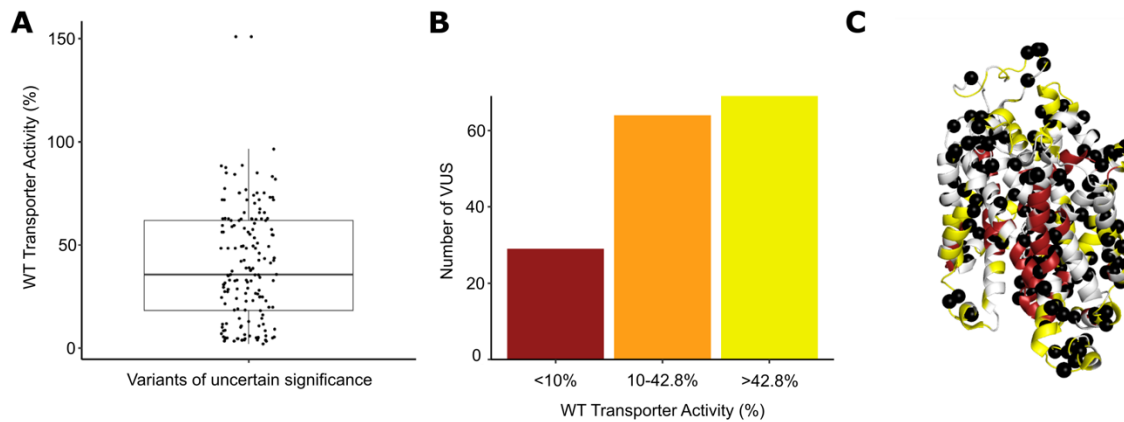 A
WT Transporter Activity (%)
150
100
50
0
Variants of uncertain significance
B
Number of VUS
60
40
20
0
<10%
10-42.8%
>42.8%
WT Transporter Activity (%)
C